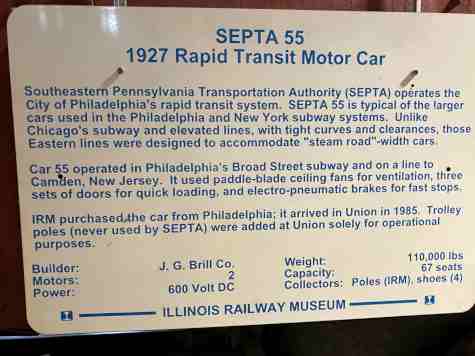 SEPTA 55
1927 Rapid Transit Motor Car
Southeastern Pennsylvania Transportation Authority (SEPTA) operates the
City of Philadelphia's rapid transit system. SEPTA 55 is typical of the larger
cars used in the Philadelphia and New York subway systems. Unlike
Chicago's subway and elevated lines, with tight curves and clearances, those
Eastern lines were designed to accommodate "steam road"-width cars.
Car 55 operated in Philadelphia's Broad Street subway and on a line to
Camden, New Jersey. It used paddle-blade ceiling fans for ventilation, three
sets of doors for quick loading, and electro-pneumatic brakes for fast stops.
IRM purchased the car from Philadelphia; it arrived in Union in 1985. Trolley
poles (never used by SEPTA) were added at Union solely for operational
purposes.
Builder: J. G. Brill Co. Weight: 110,000 lbs
Motors: 2 Capacity: 67 seats
Power: 600 Volt DC Collectors: Poles (IRM), shoes (4)
ILLINOIS RAILWAY MUSEUM